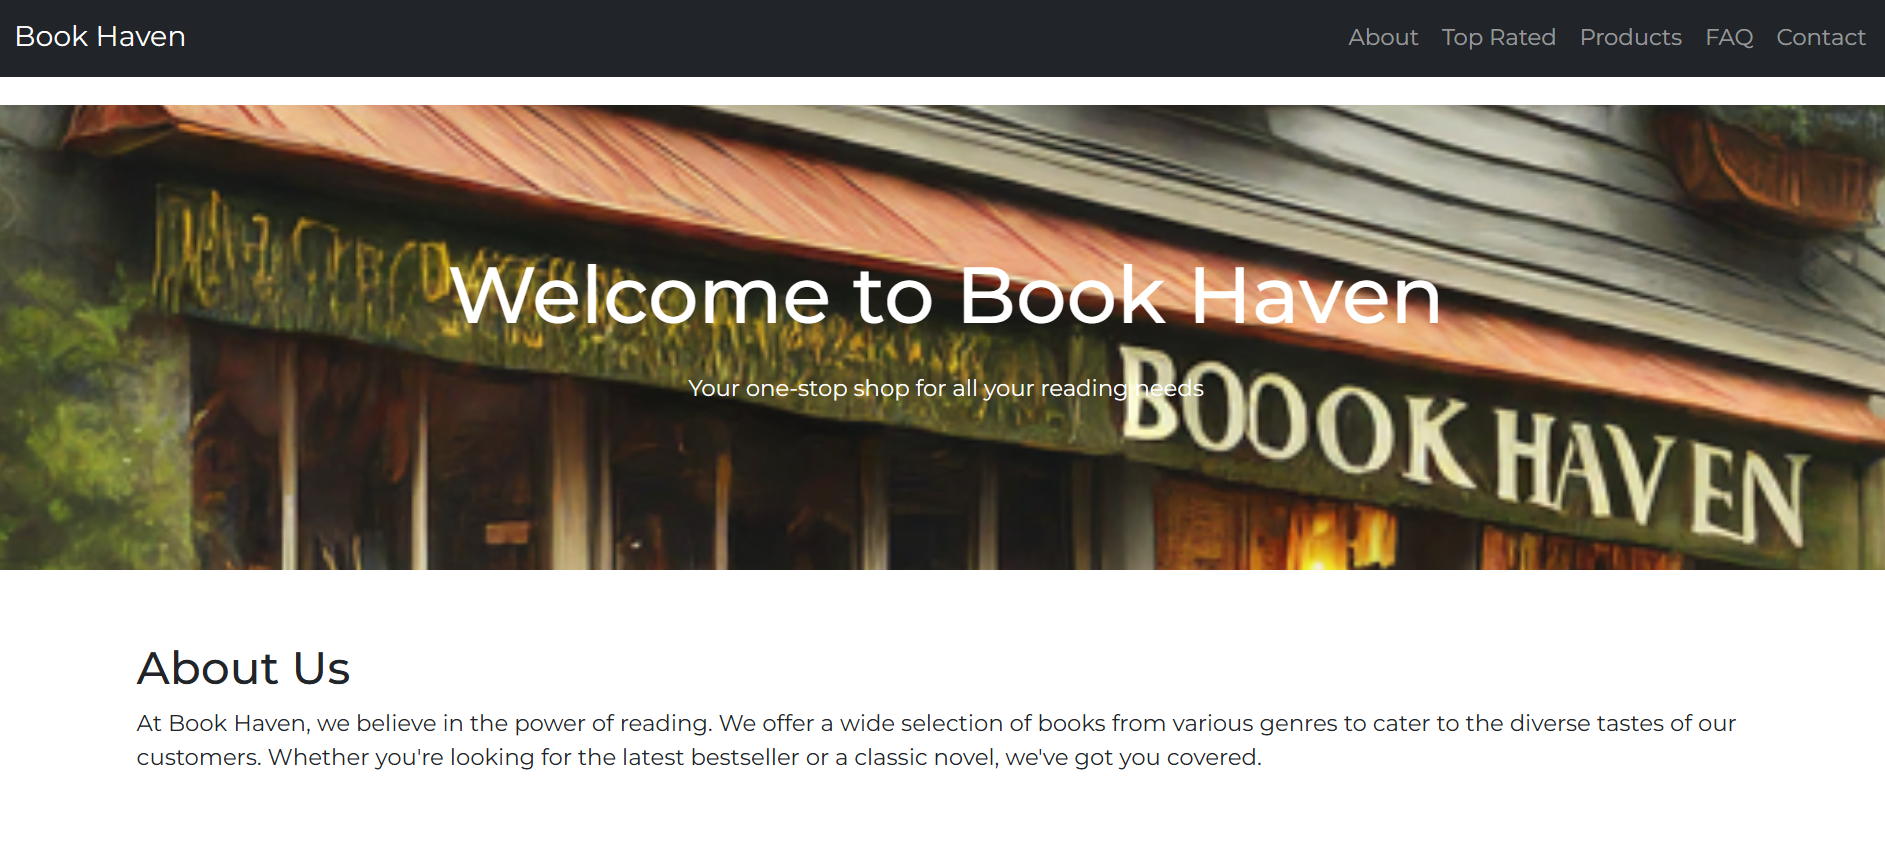 Book Haven
About Top Rated Products FAQ Contact
Welcome to Book Haven
Your one-stop shop for all your reading needs
BOOOK HAVEN
About Us
At Book Haven, we believe in the power of reading. We offer a wide selection of books from various genres to cater to the diverse tastes of our
customers. Whether you're looking for the latest bestseller or a classic novel, we've got you covered.